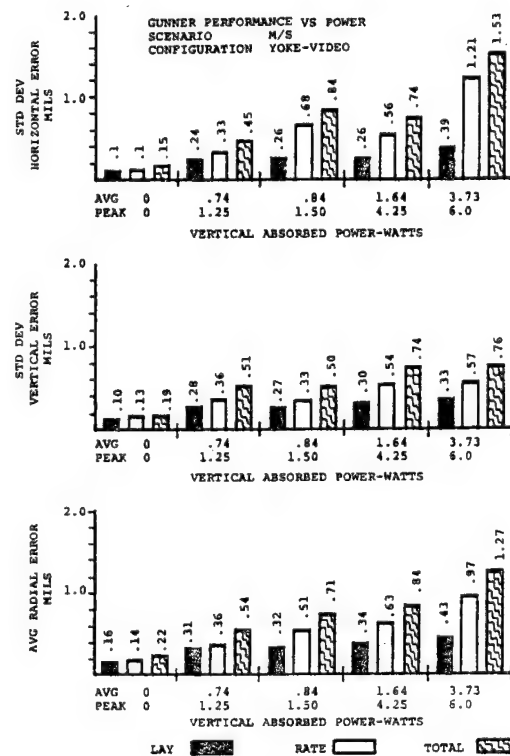 GUNNER PERFORMANCE VS POWER
SCENARIO M/S
CONFIGURATION YOKE-VIDEO
STD DEV
HORIZONTAL ERROR
MILS
2.0
1.0
.1 .1 .15 .24 .33 .45 .26 .68 .84 .26 .56 .74 .39 1.21 1.53
AVG 0 .74 .84 1.64 3.73
PEAK 0 1.25 1.50 4.25 6.0
VERTICAL ABSORBED POWER-WATTS
STD DEV
VERTICAL ERROR
MILS
2.0
1.0
.10 .13 .19 .28 .36 .51 .27 .33 .50 .30 .54 .74 .33 .57 .76
AVG 0 .74 .84 1.64 3.73
PEAK 0 1.25 1.50 4.25 6.0
VERTICAL ABSORBED POWER-WATTS
AVG RADIAL ERROR
MILS
2.0
1.0
.16 .14 .22 .31 .36 .54 .32 .51 .71 .34 .63 .84 .43 .97 1.27
AVG 0 .74 .84 1.64 3.73
PEAK 0 1.25 1.50 4.25 6.0
VERTICAL ABSORBED POWER-WATTS
LAY RATE TOTAL